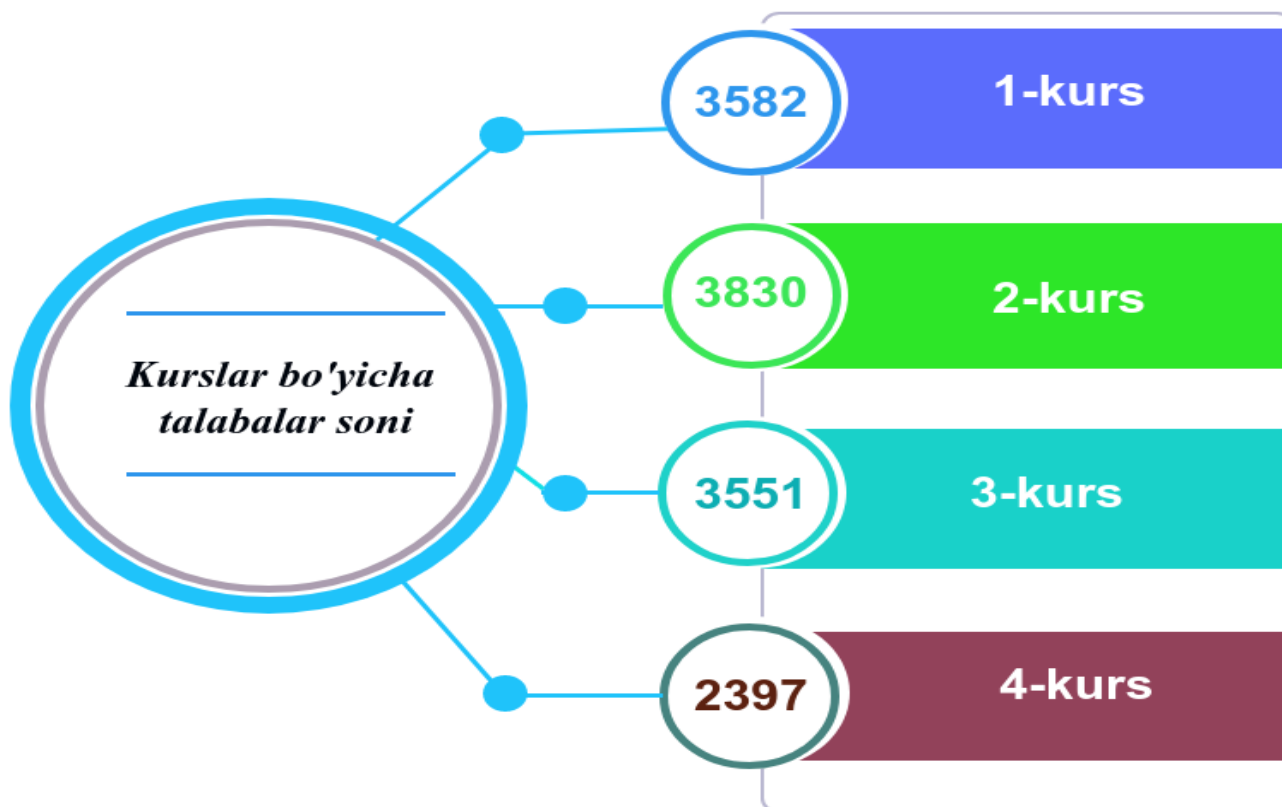 Kurslar bo'yicha
talabalar soni
3582
1-kurs
3830
2-kurs
3551
3-kurs
2397
4-kurs